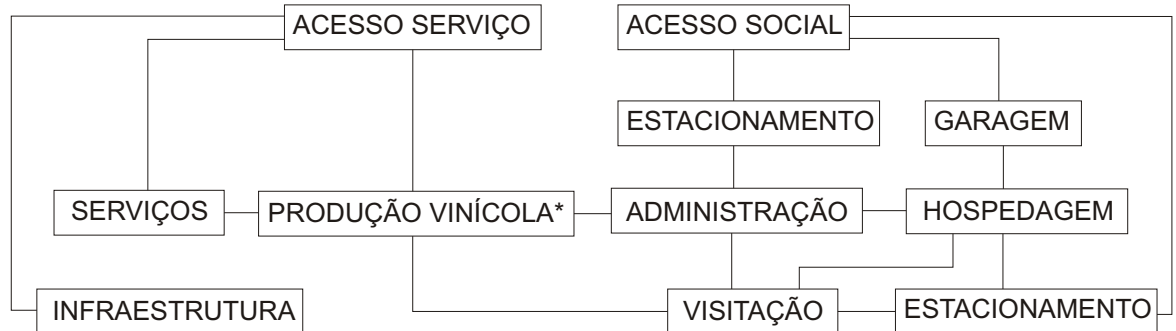 ACESSO SERVIÇO
ACESSO SOCIAL
ESTACIONAMENTO
GARAGEM
SERVIÇOS
PRODUÇÃO VINÍCOLA*
ADMINISTRAÇÃO
HOSPEDAGEM
INFRAESTRUTURA
VISITAÇÃO
ESTACIONAMENTO